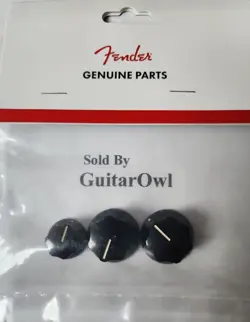 Fender
GENUINE PARTS
Sold By
GuitarOwl